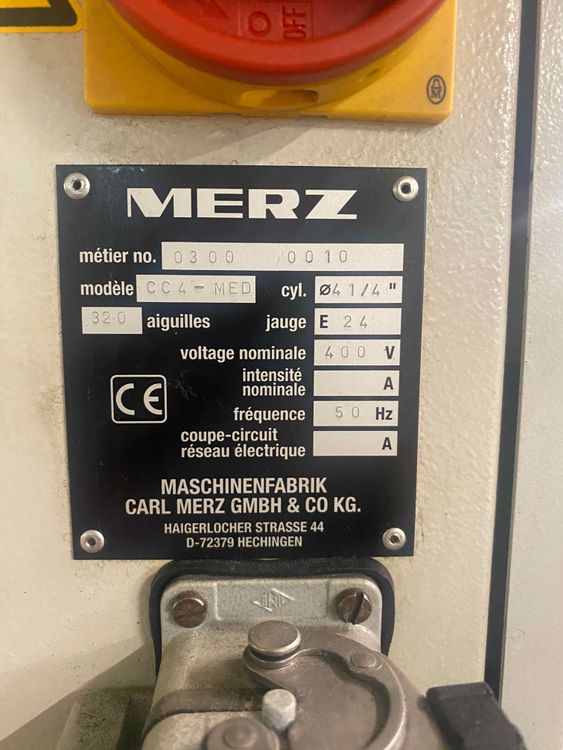 OFF
MERZ
métier no. 0300 0010
modèle CC4-MED cyl. ø41/4"
320 aiguilles jauge E 24
voltage nominale 400 V
intensité
nominale A
CE
fréquence 50 Hz
coupe-circuit
réseau électrique A
MASCHINENFABRIK
CARL MERZ GMBH & CO KG.
HAIGERLOCHER STRASSE 44
D-72379 HECHINGEN